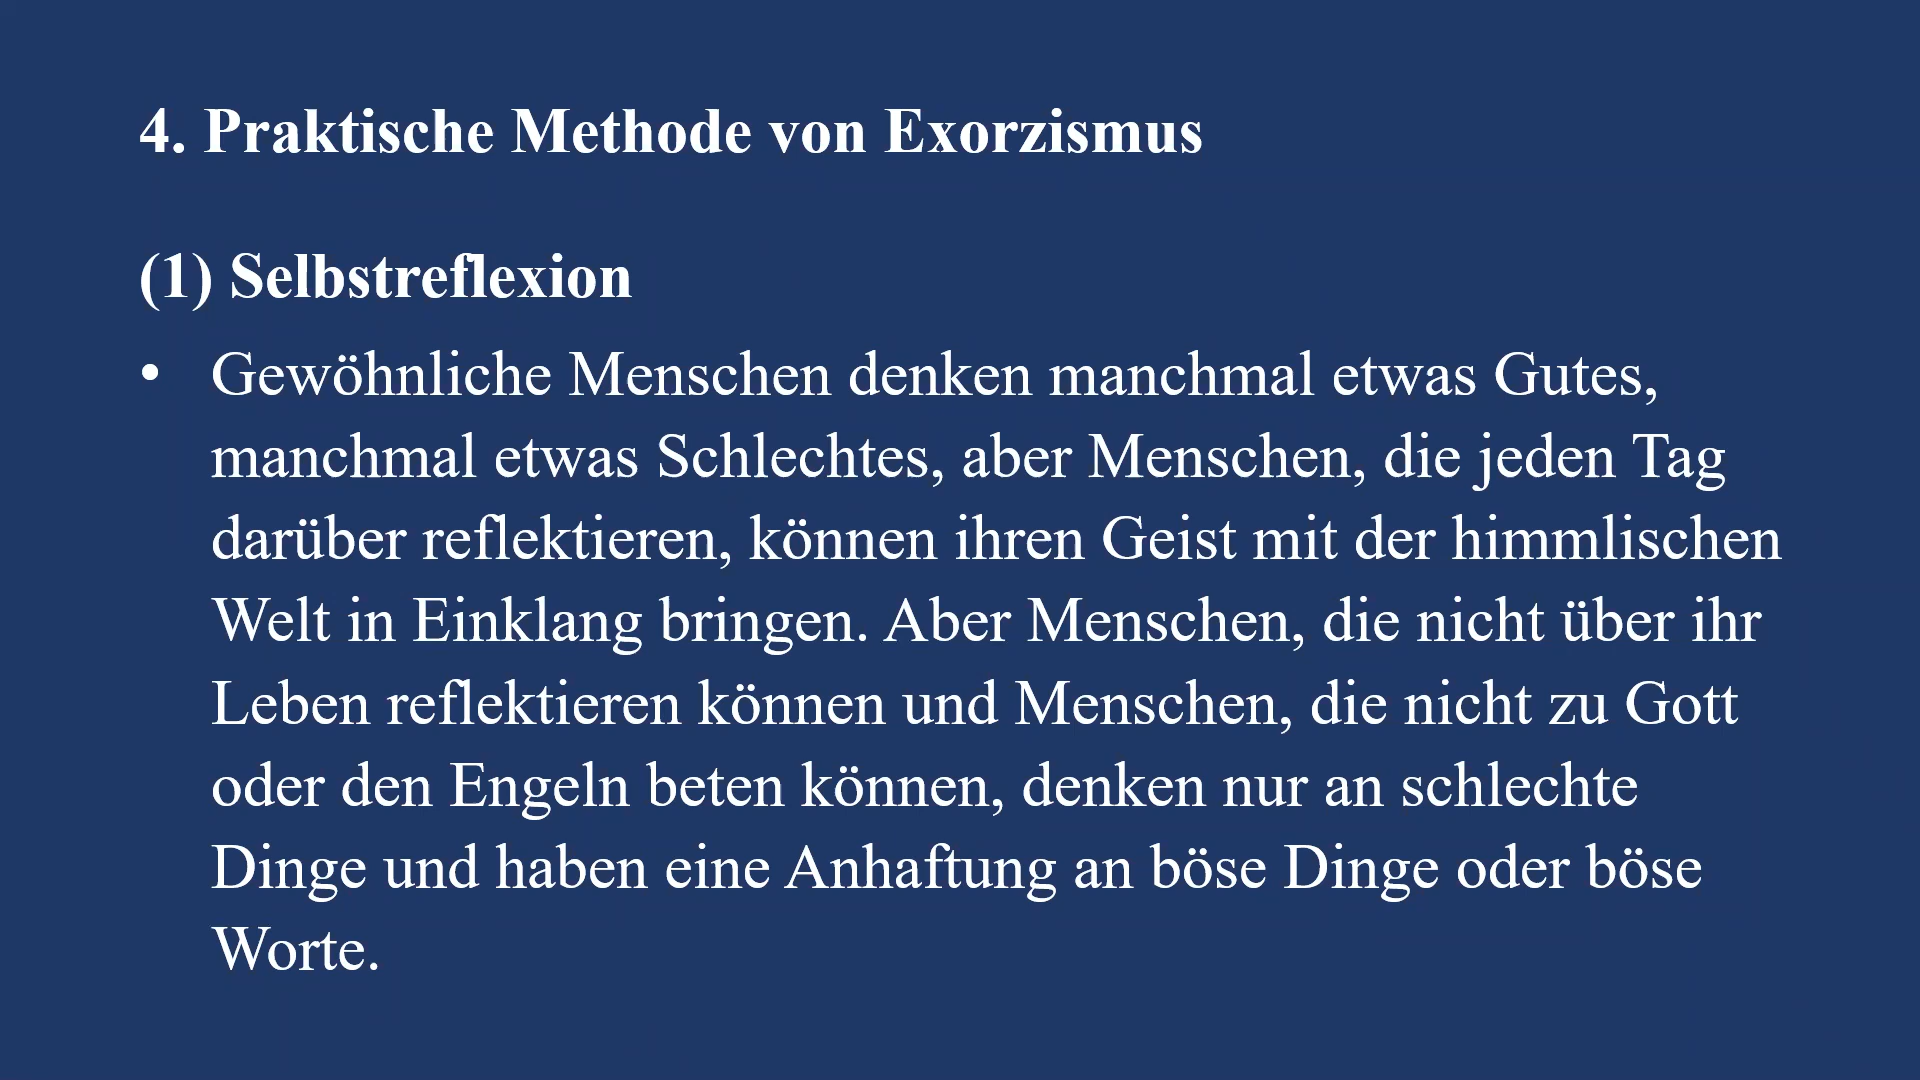 4. Praktische Methode von Exorzismus
(1) Selbstreflexion
• Gewöhnliche Menschen denken manchmal etwas Gutes,
manchmal etwas Schlechtes, aber Menschen, die jeden Tag
darüber reflektieren, können ihren Geist mit der himmlischen
Welt in Einklang bringen. Aber Menschen, die nicht über ihr
Leben reflektieren können und Menschen, die nicht zu Gott
oder den Engeln beten können, denken nur an schlechte
Dinge und haben eine Anhaftung an böse Dinge oder böse
Worte.